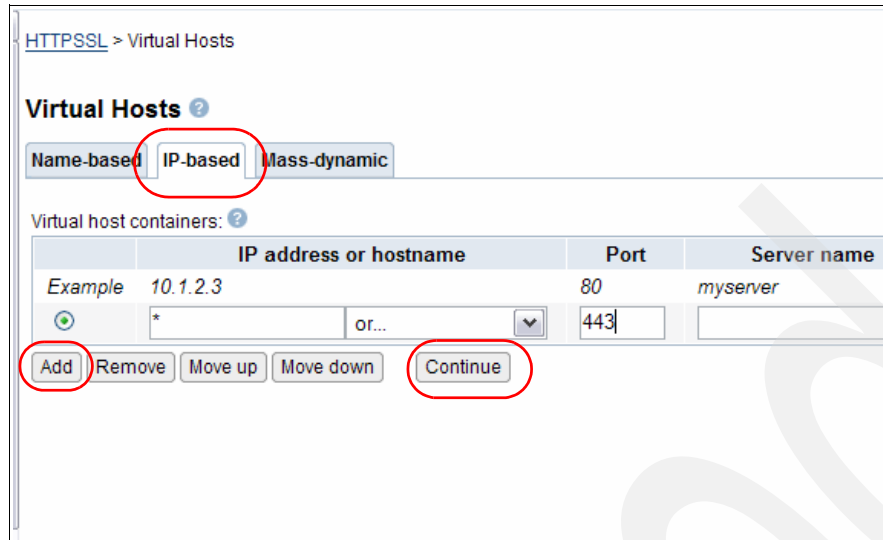 HTTPSSL > Virtual Hosts
Virtual Hosts ?
Name-based IP-based Mass-dynamic
Virtual host containers: ?
IP address or hostname Port Server name
Example 10.1.2.3 80 myserver
* or... 443
Add Remove Move up Move down Continue